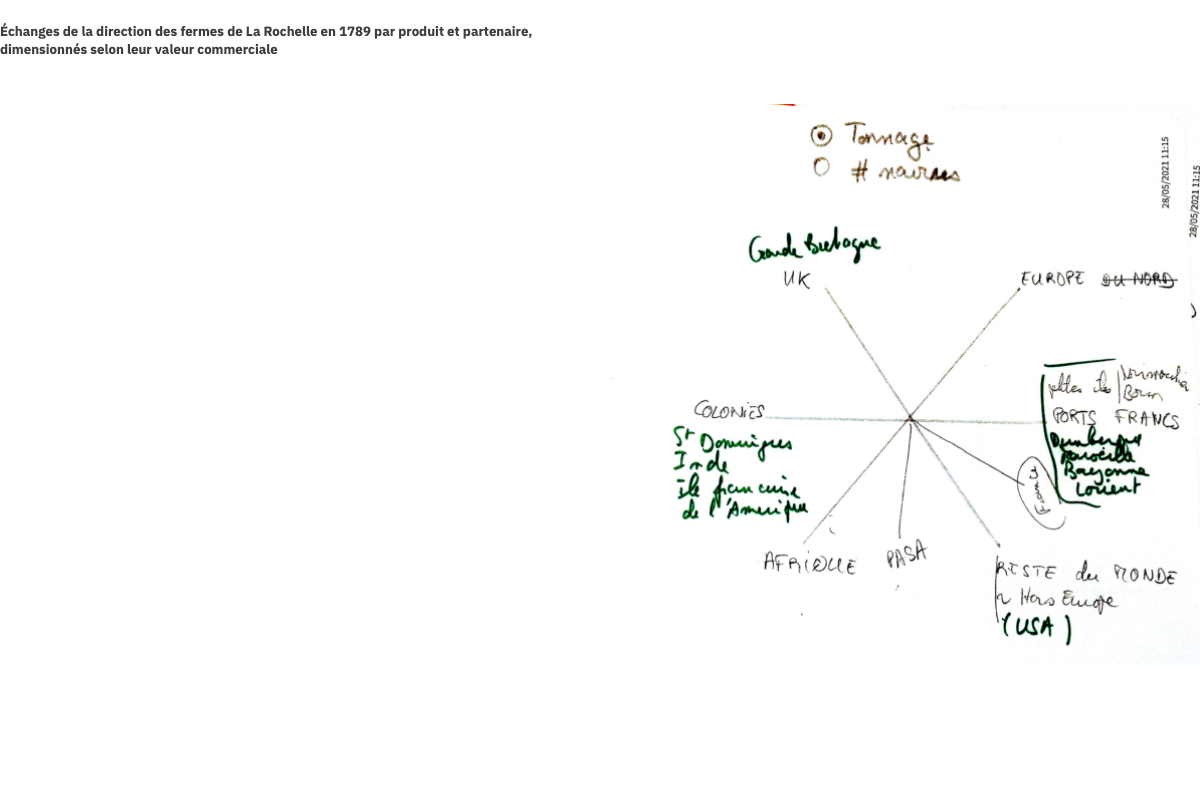 Échanges de la direction des fermes de La Rochelle en 1789 par produit et partenaire,
dimensionnés selon leur valeur commerciale
Tonnage
# navires
28/05/2021 11:15
28/05/2021 11:15
Grande Bretagne
UK
EUROPE DU NORD
petites îles
PORTS FRANCS
Dunkerque
Marseille
Bayonne
Lorient
COLONIES
St Domingues
Inde
île française
de l'Amérique
France
AFRIQUE
PASA
RESTE du MONDE
~ Hors Europe
(USA)